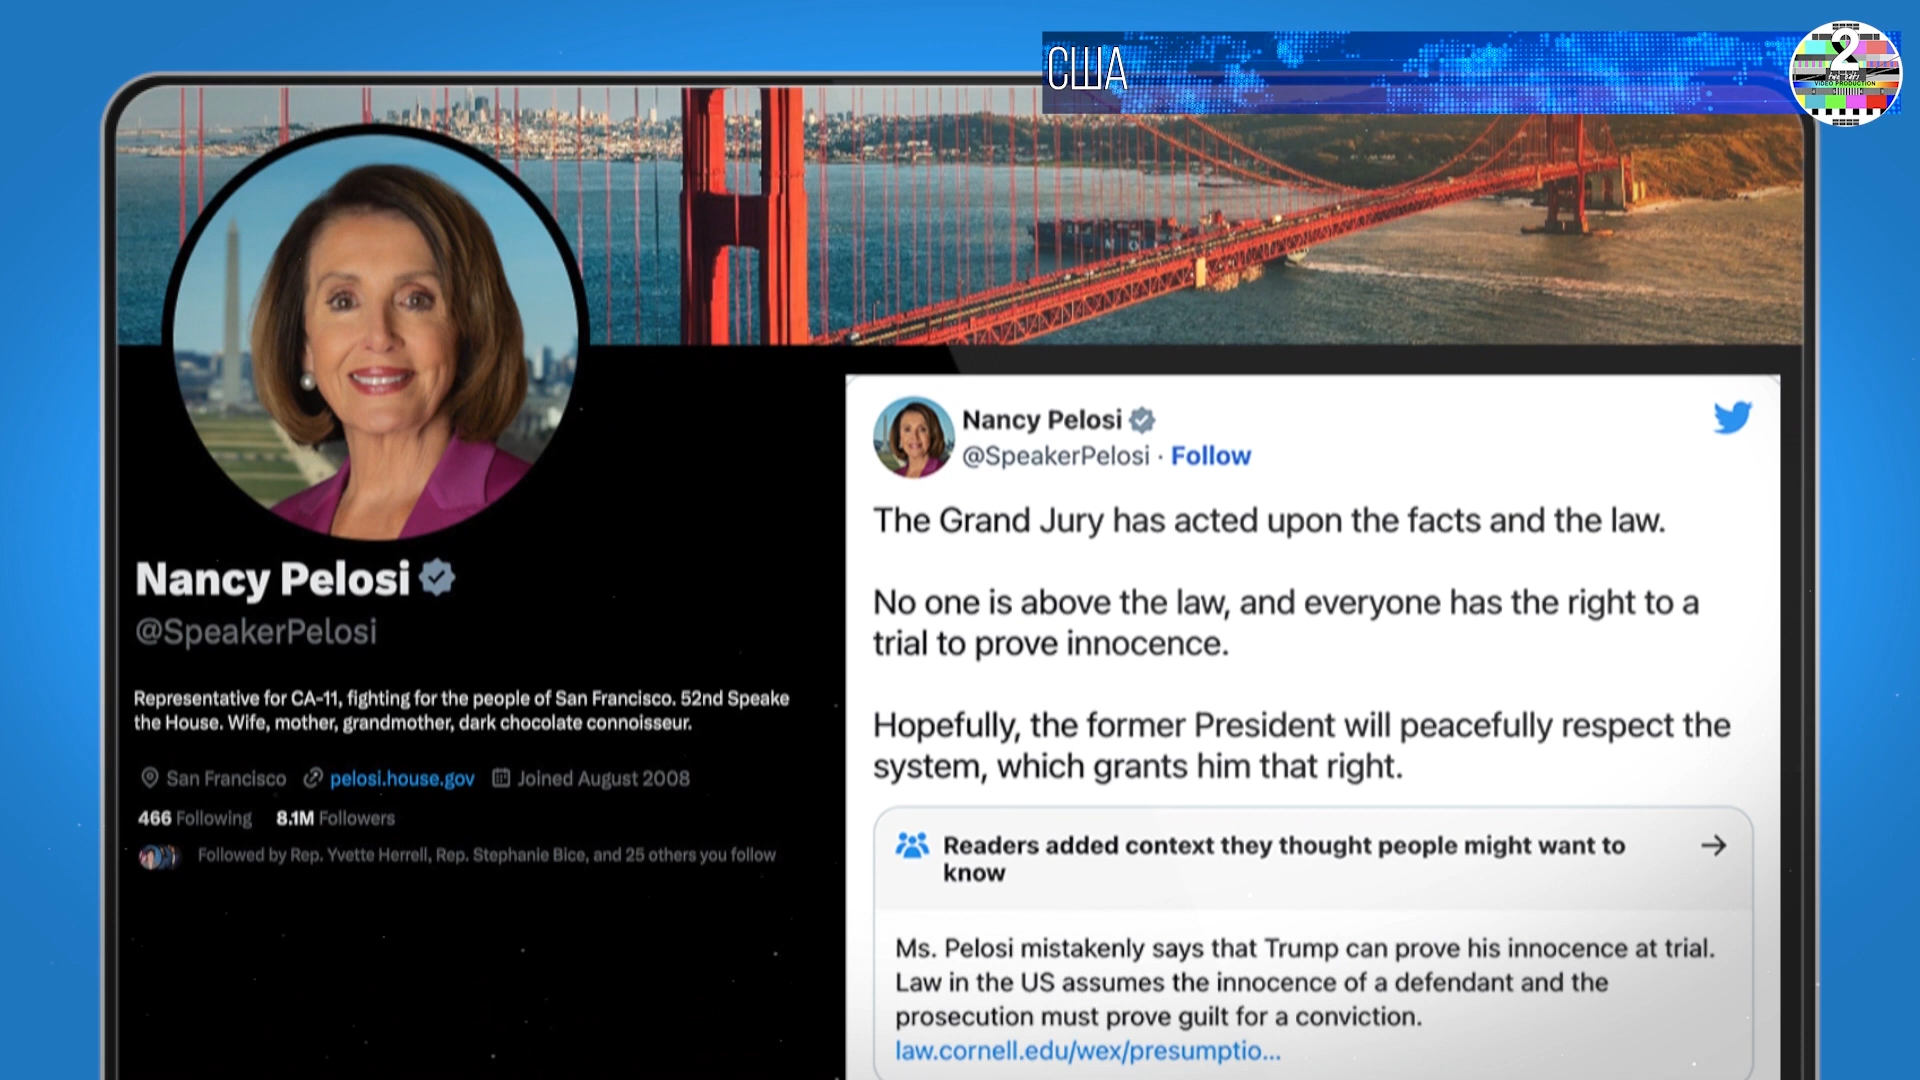 США
2
VIDEO PRODUCTION
Nancy Pelosi
@SpeakerPelosi
Representative for CA-11, fighting for the people of San Francisco. 52nd Speake
the House. Wife, mother, grandmother, dark chocolate connoisseur.
San Francisco pelosi.house.gov Joined August 2008
466 Following 8.1M Followers
Followed by Rep. Yvette Herrell, Rep. Stephanie Bice, and 25 others you follow
Nancy Pelosi
@SpeakerPelosi · Follow
The Grand Jury has acted upon the facts and the law.
No one is above the law, and everyone has the right to a
trial to prove innocence.
Hopefully, the former President will peacefully respect the
system, which grants him that right.
Readers added context they thought people might want to
know
Ms. Pelosi mistakenly says that Trump can prove his innocence at trial.
Law in the US assumes the innocence of a defendant and the
prosecution must prove guilt for a conviction.
law.cornell.edu/wex/presumptio...